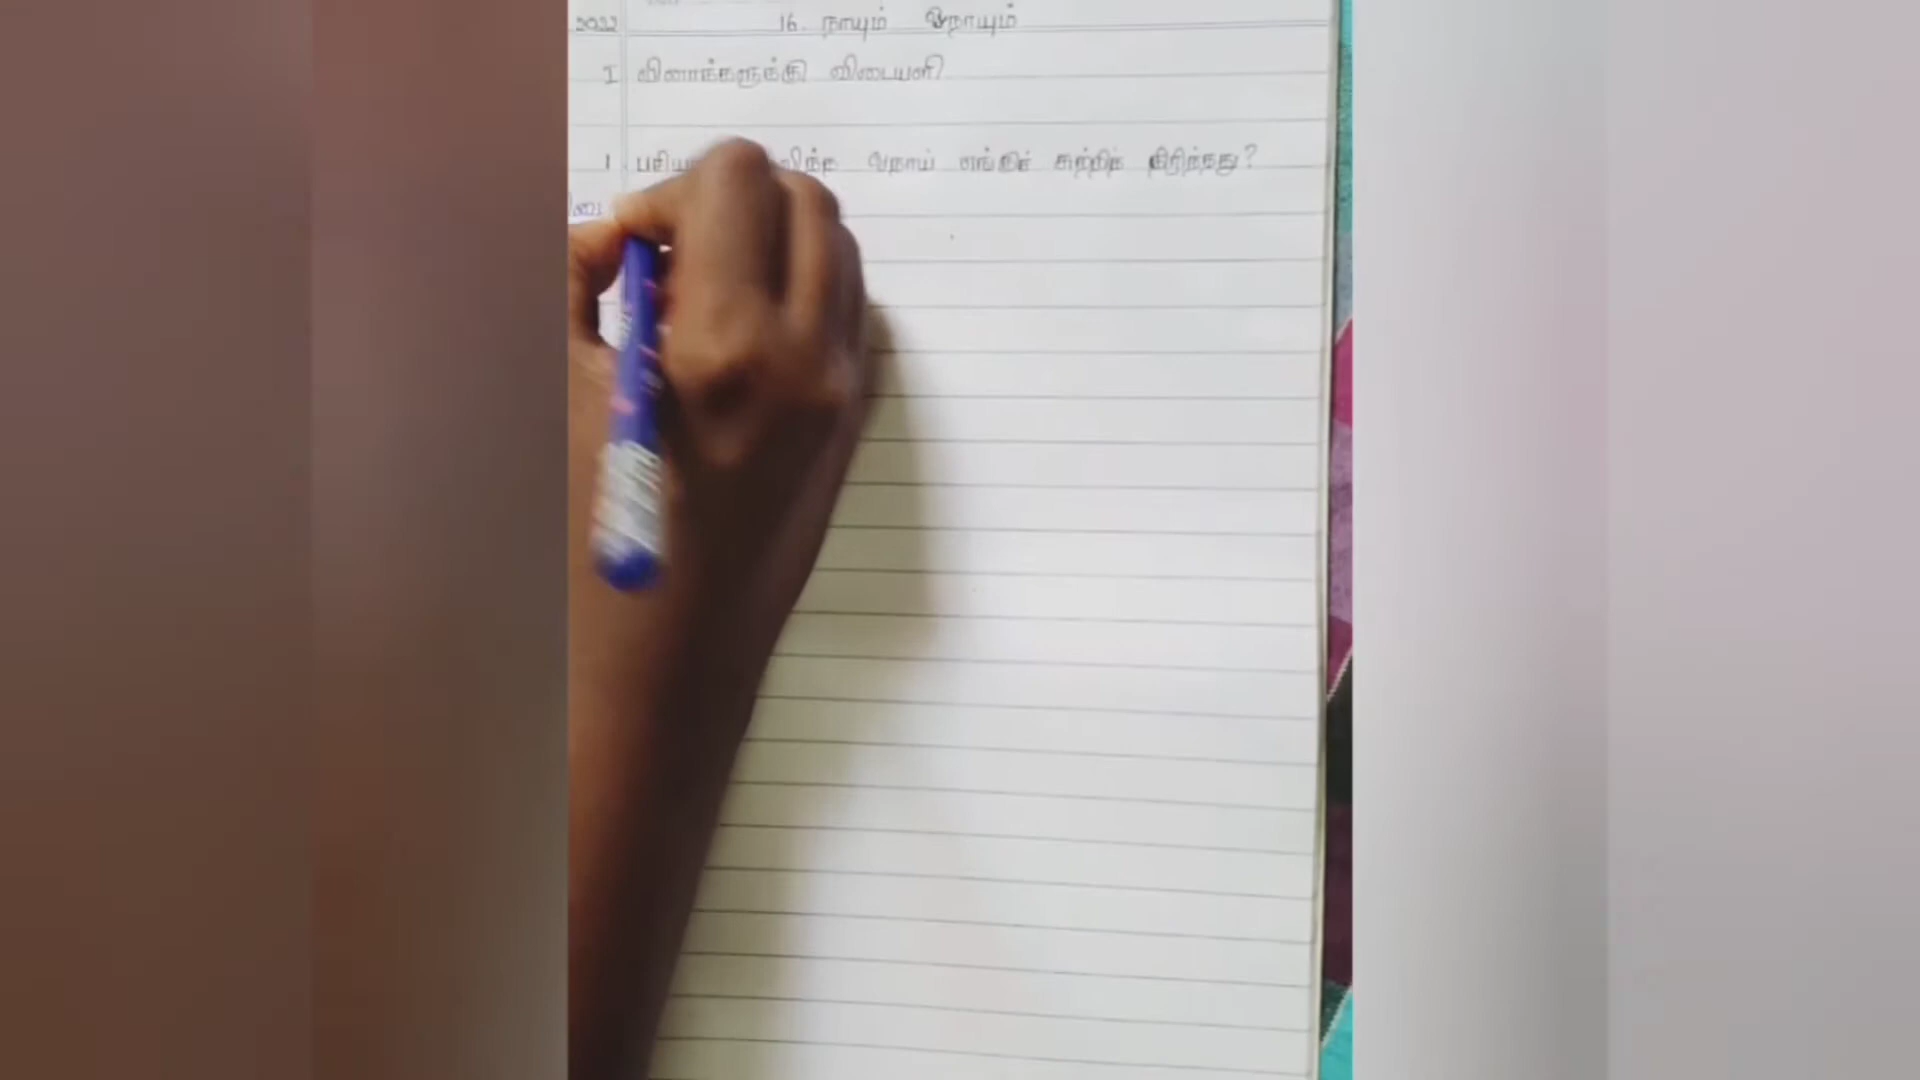 2022 16. நாயும் ஓநாயும்
I வினாக்களுக்கு விடையளி
1. ஓநாய் எங்குச் சுற்றித் திரிந்தது?